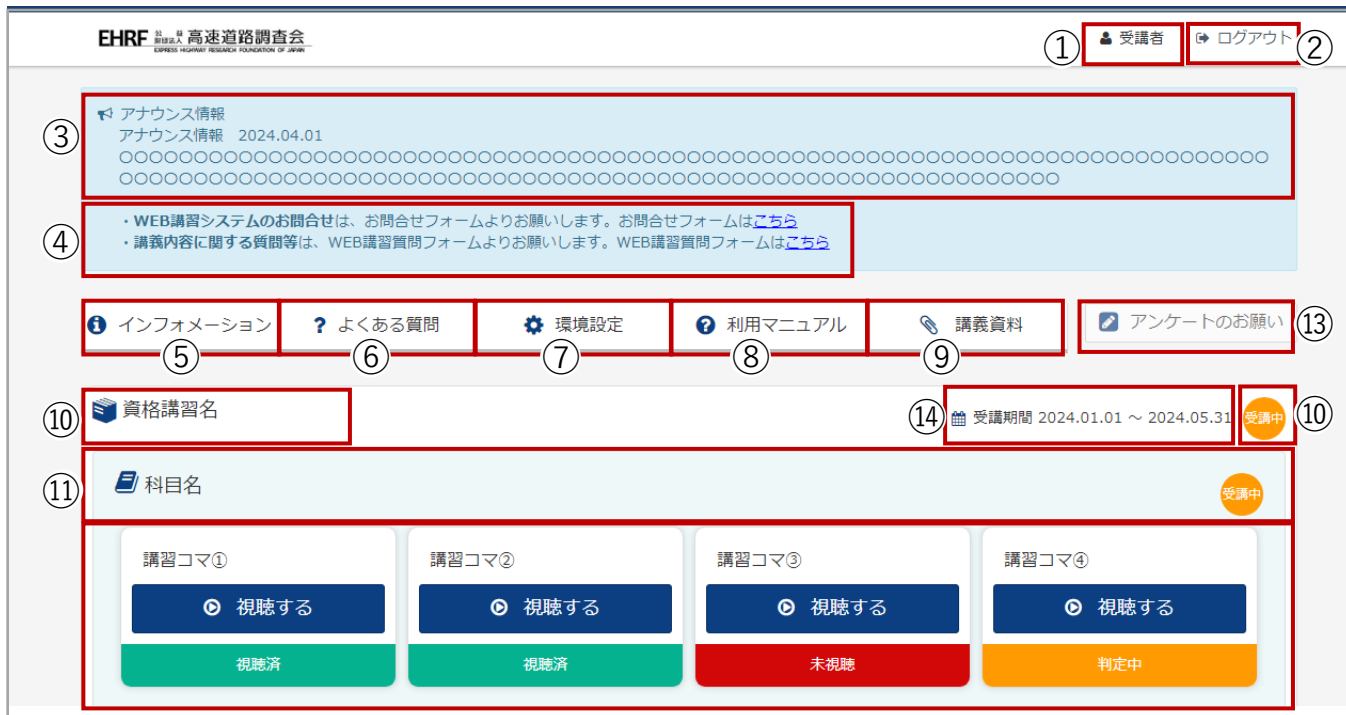 EHRF 公益財団法人 高速道路調査会
EXPRESS HIGHWAY RESEARCH FOUNDATION OF JAPAN
① 受講者 ログアウト ②
③ アナウンス情報
アナウンス情報 2024.04.01
〇〇〇〇〇〇〇〇〇〇〇〇〇〇〇〇〇〇〇〇〇〇〇〇〇〇〇〇〇〇〇〇〇〇〇〇〇〇〇〇〇〇〇〇〇〇〇〇〇〇〇〇〇〇〇〇〇〇〇〇〇〇〇〇〇〇〇〇〇〇〇〇〇〇〇〇〇
〇〇〇〇〇〇〇〇〇〇〇〇〇〇〇〇〇〇〇〇〇〇〇〇〇〇〇〇〇〇〇〇〇〇〇〇〇〇〇〇〇〇〇〇〇〇〇〇〇〇〇〇〇〇〇〇〇〇〇〇〇〇〇
④ ・WEB講習システムのお問合せは、お問合せフォームよりお願いします。お問合せフォームはこちら
・講義内容に関する質問等は、WEB講習質問フォームよりお願いします。WEB講習質問フォームはこちら
インフォメーション ? よくある質問 環境設定 ? 利用マニュアル 講義資料 アンケートのお願い ⑬
⑤ ⑥ ⑦ ⑧ ⑨
⑩ 資格講習名 ⑭ 受講期間 2024.01.01 ～ 2024.05.31 受講中 ⑩
⑪ 科目名 受講中
講習コマ① 講習コマ② 講習コマ③ 講習コマ④
視聴する 視聴する 視聴する 視聴する
視聴済 視聴済 未視聴 判定中